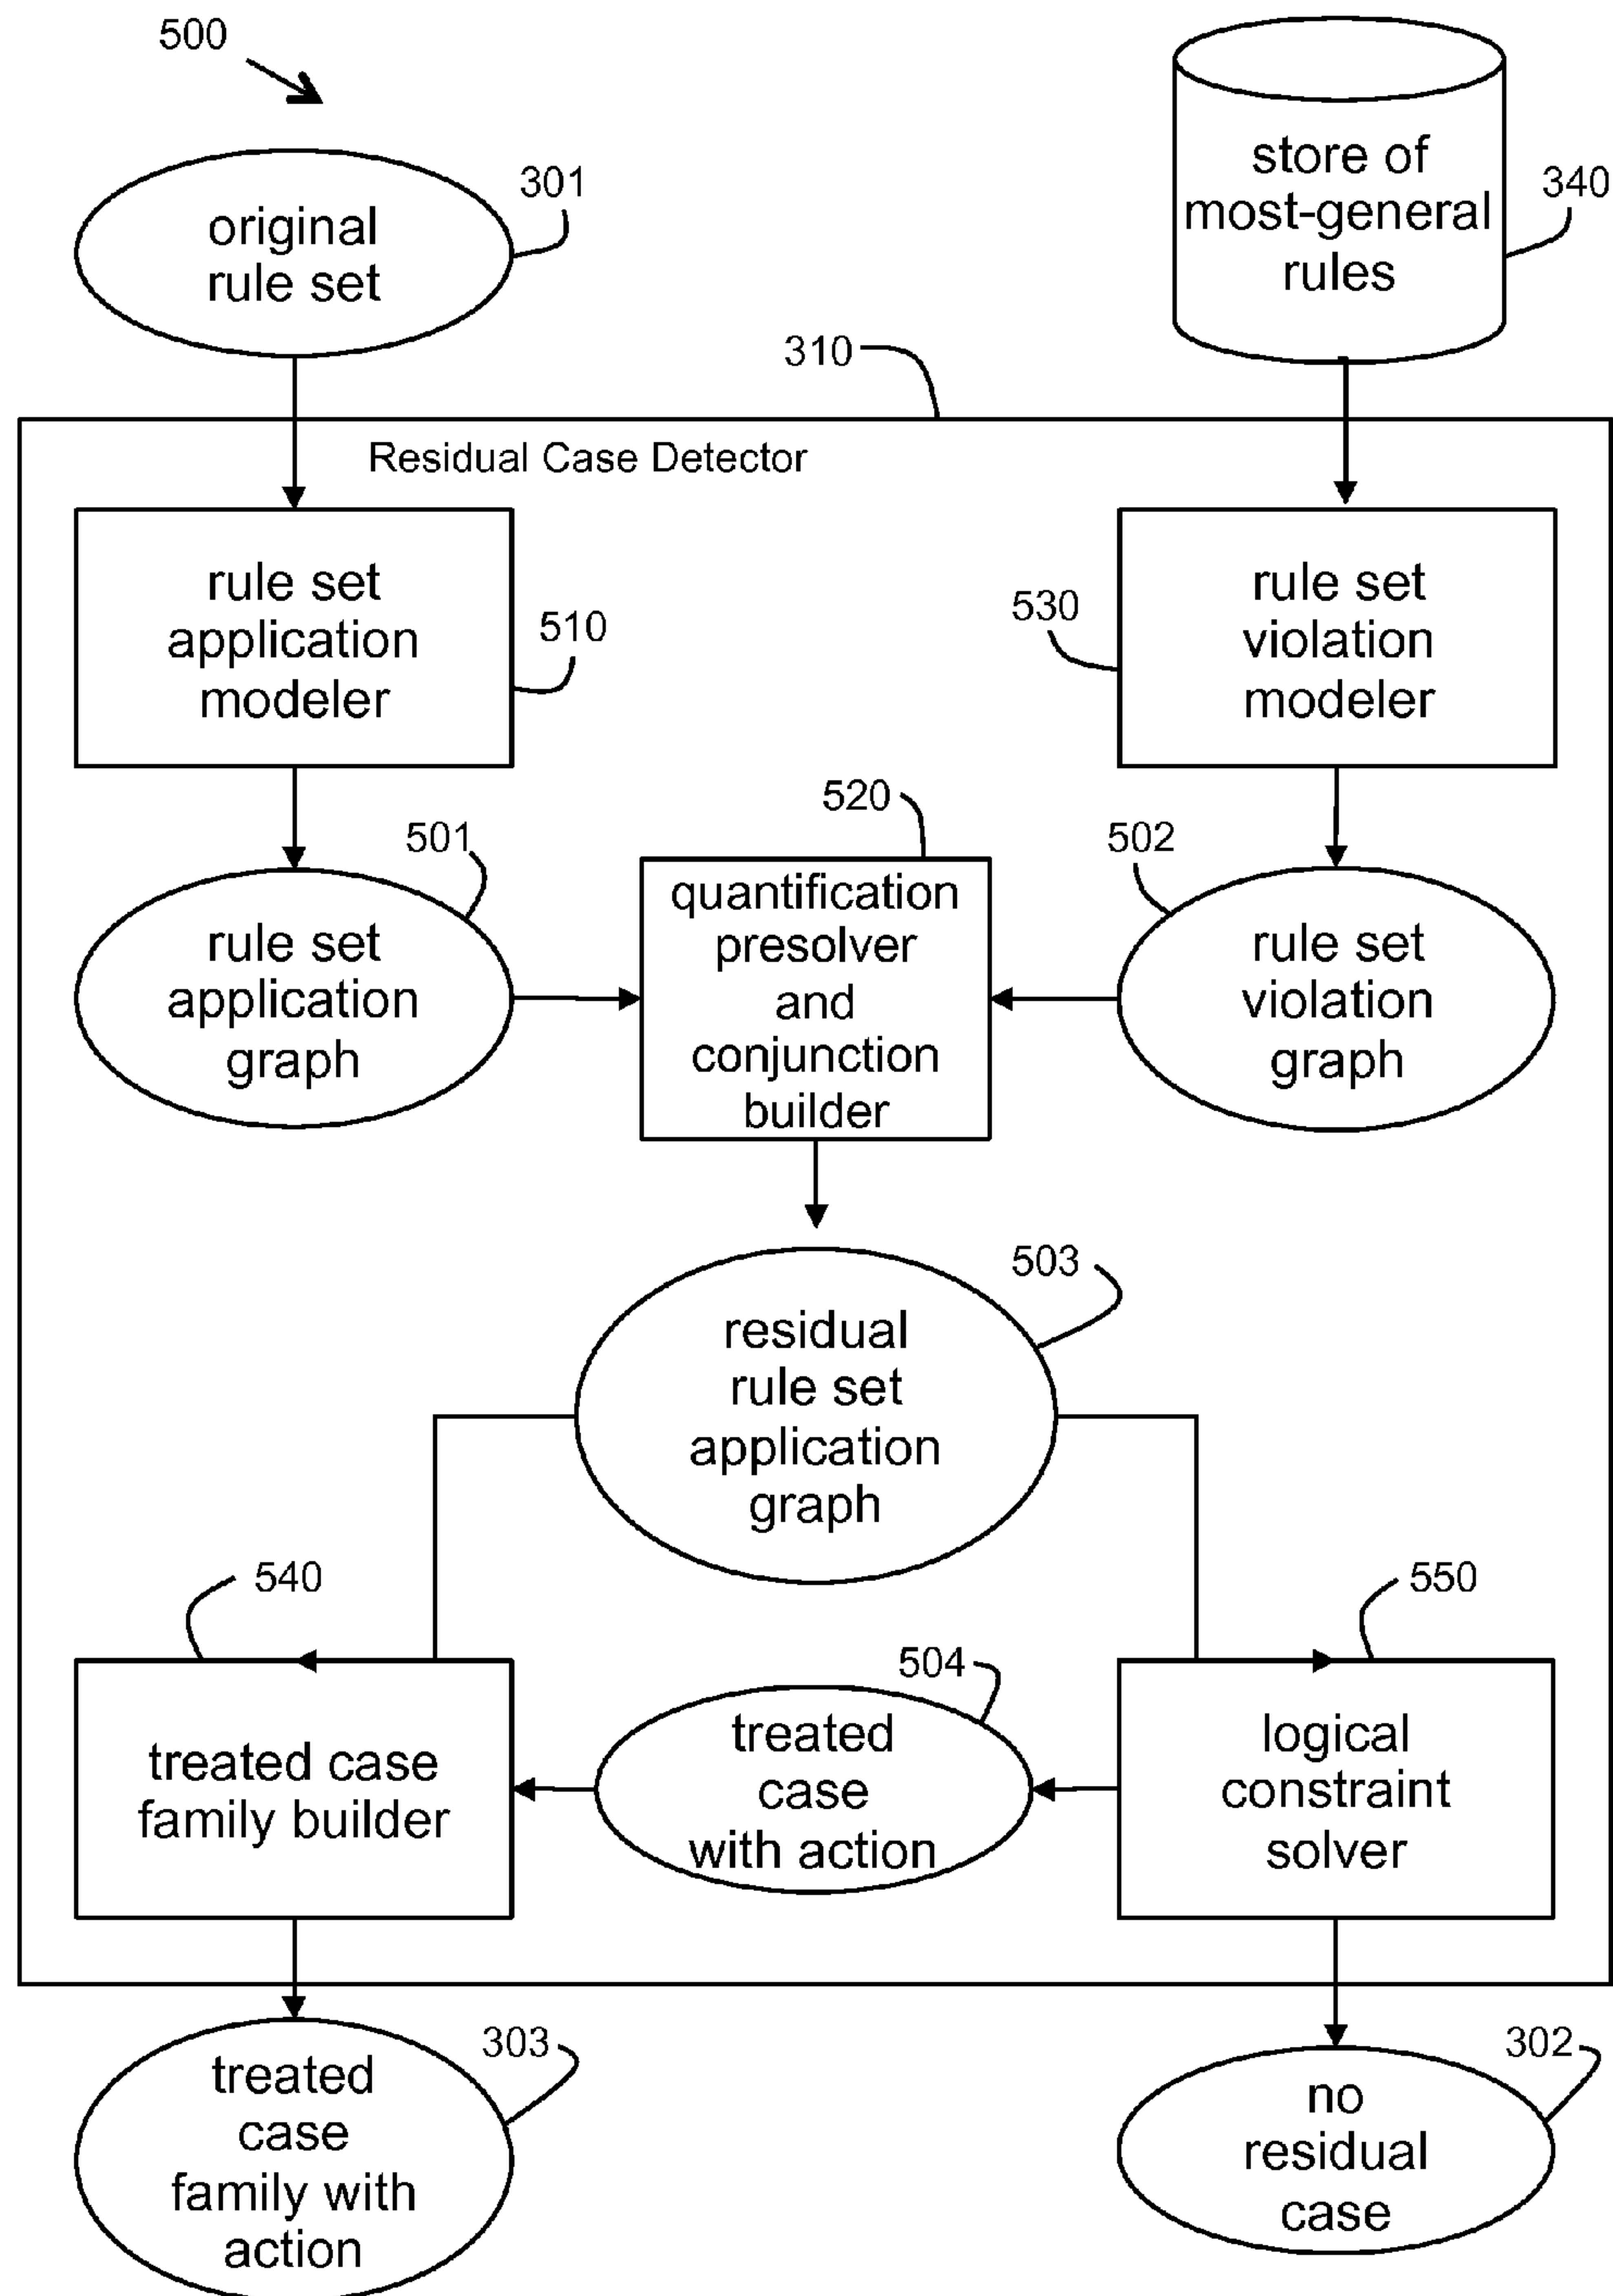 500
store of
most-general
rules
340
301
original
rule set
310
Residual Case Detector
rule set
application
modeler
510
530
rule set
violation
modeler
520
501
502
quantification
presolver
and
conjunction
builder
rule set
application
graph
rule set
violation
graph
503
residual
rule set
application
graph
540
550
504
treated case
family builder
treated
case
with action
logical
constraint
solver
303
treated
case
family with
action
302
no
residual
case